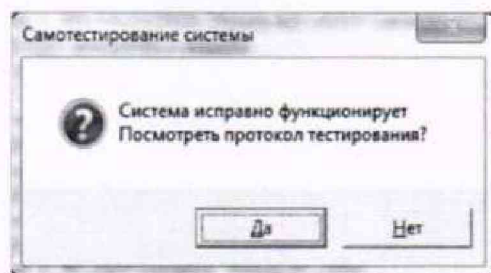 Самотестирование системы
Система исправно функционирует
Посмотреть протокол тестирования?
Да
Нет